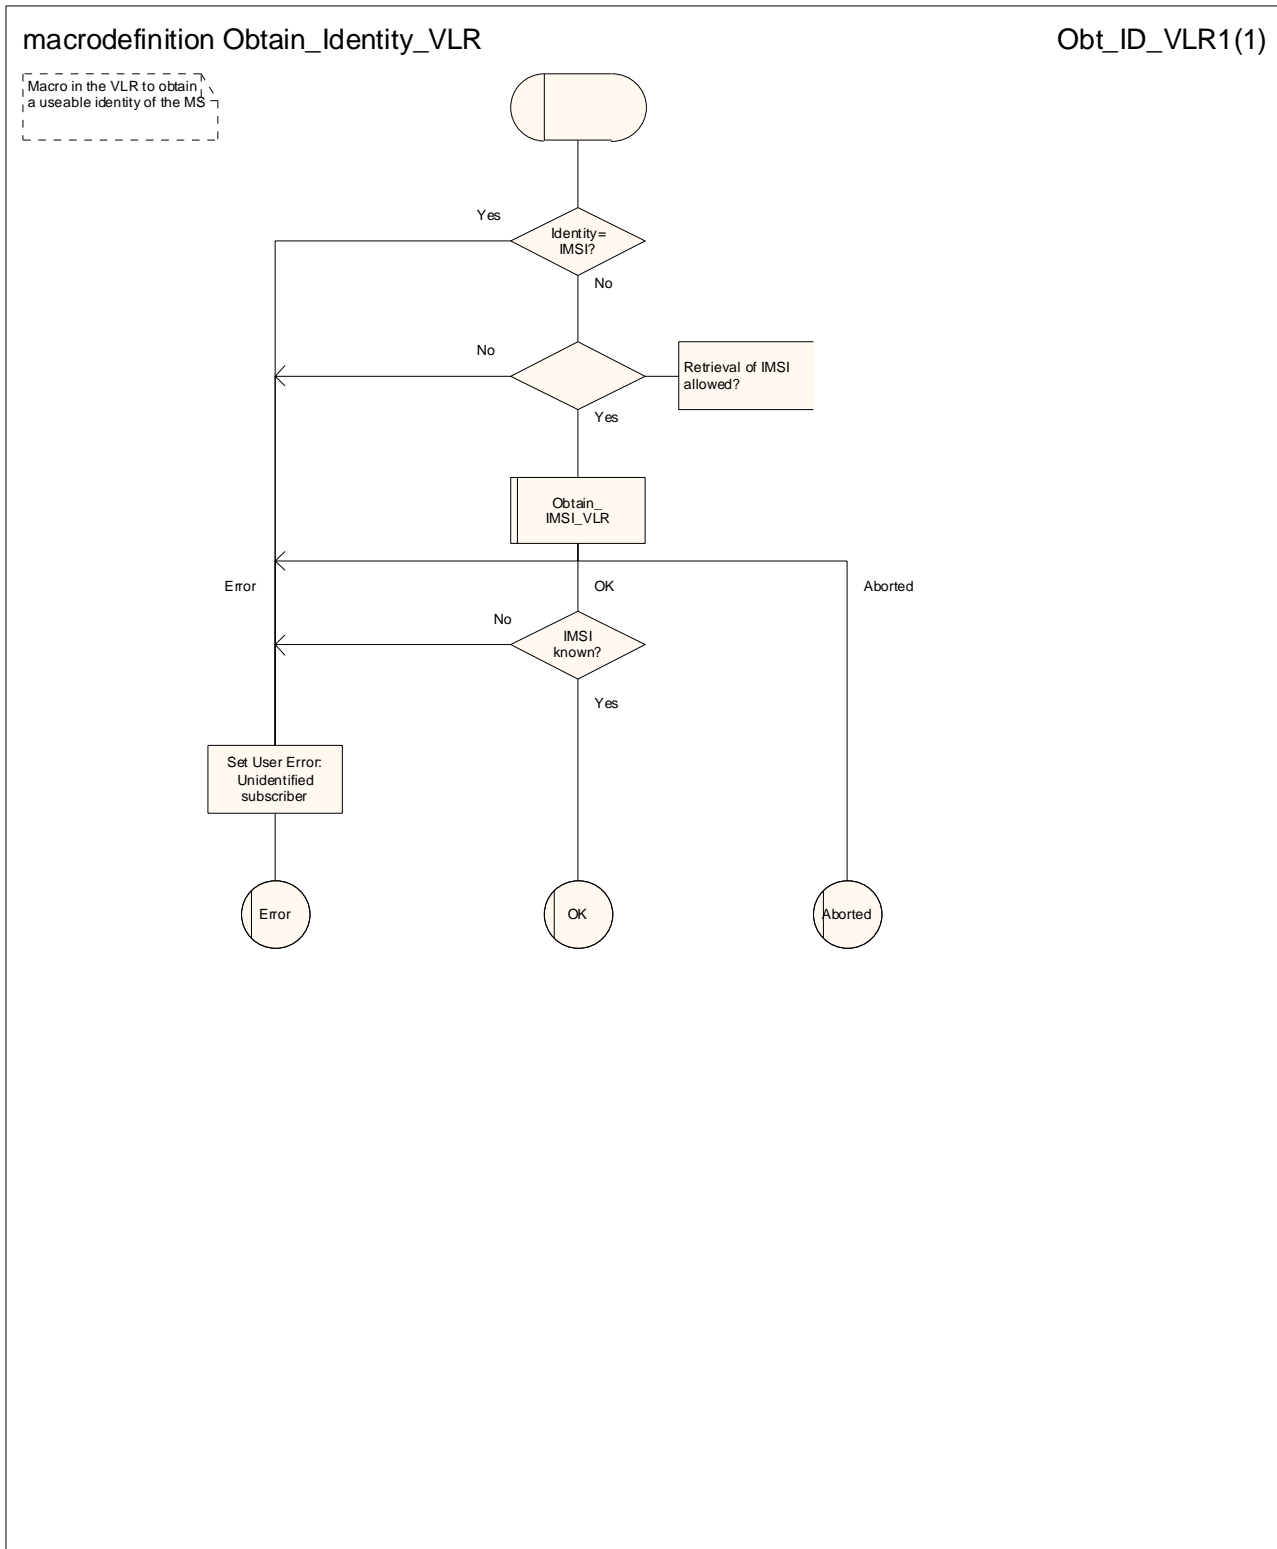 macrodefinition Obtain_Identity_VLR
Obt_ID_VLR1(1)
Macro in the VLR to obtain
a useable identity of the MS
Yes
Identity=
IMSI?
No
No
Retrieval of IMSI
allowed?
Yes
Obtain_
IMSI_VLR
Error
OK
Aborted
No
IMSI
known?
Yes
Set User Error:
Unidentified
subscriber
Error
OK
Aborted